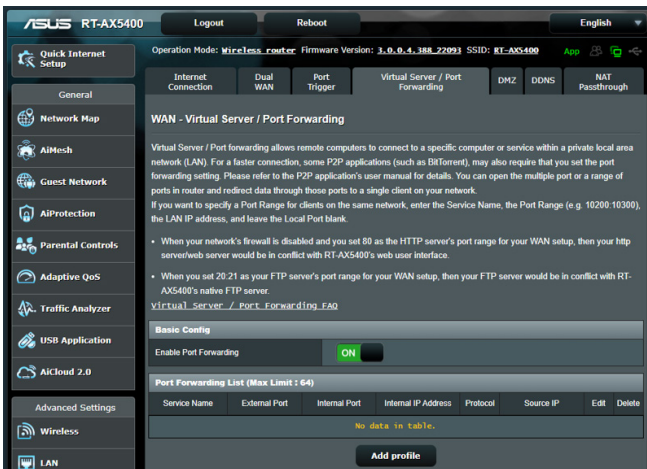 ASUS RT-AX5400 Logout Reboot English
Quick Internet Setup
General
Network Map
AiMesh
Guest Network
AiProtection
Parental Controls
Adaptive QoS
Traffic Analyzer
USB Application
AiCloud 2.0
Advanced Settings
Wireless
LAN
Operation Mode: Wireless router Firmware Version: 3.0.0.4.388_22093 SSID: RT-AX5400 App
Internet Connection Dual WAN Port Trigger Virtual Server / Port Forwarding DMZ DDNS NAT Passthrough
WAN - Virtual Server / Port Forwarding
Virtual Server / Port forwarding allows remote computers to connect to a specific computer or service within a private local area
network (LAN). For a faster connection, some P2P applications (such as BitTorrent), may also require that you set the port
forwarding setting. Please refer to the P2P application's user manual for details. You can open the multiple port or a range of
ports in router and redirect data through those ports to a single client on your network.
If you want to specify a Port Range for clients on the same network, enter the Service Name, the Port Range (e.g. 10200:10300),
the LAN IP address, and leave the Local Port blank.
• When your network's firewall is disabled and you set 80 as the HTTP server's port range for your WAN setup, then your http
server/web server would be in conflict with RT-AX5400's web user interface.
• When you set 20:21 as your FTP server's port range for your WAN setup, then your FTP server would be in conflict with RT-
AX5400's native FTP server.
Virtual Server / Port Forwarding FAQ
Basic Config
Enable Port Forwarding ON
Port Forwarding List (Max Limit : 64)
Service Name External Port Internal Port Internal IP Address Protocol Source IP Edit Delete
No data in table.
Add profile